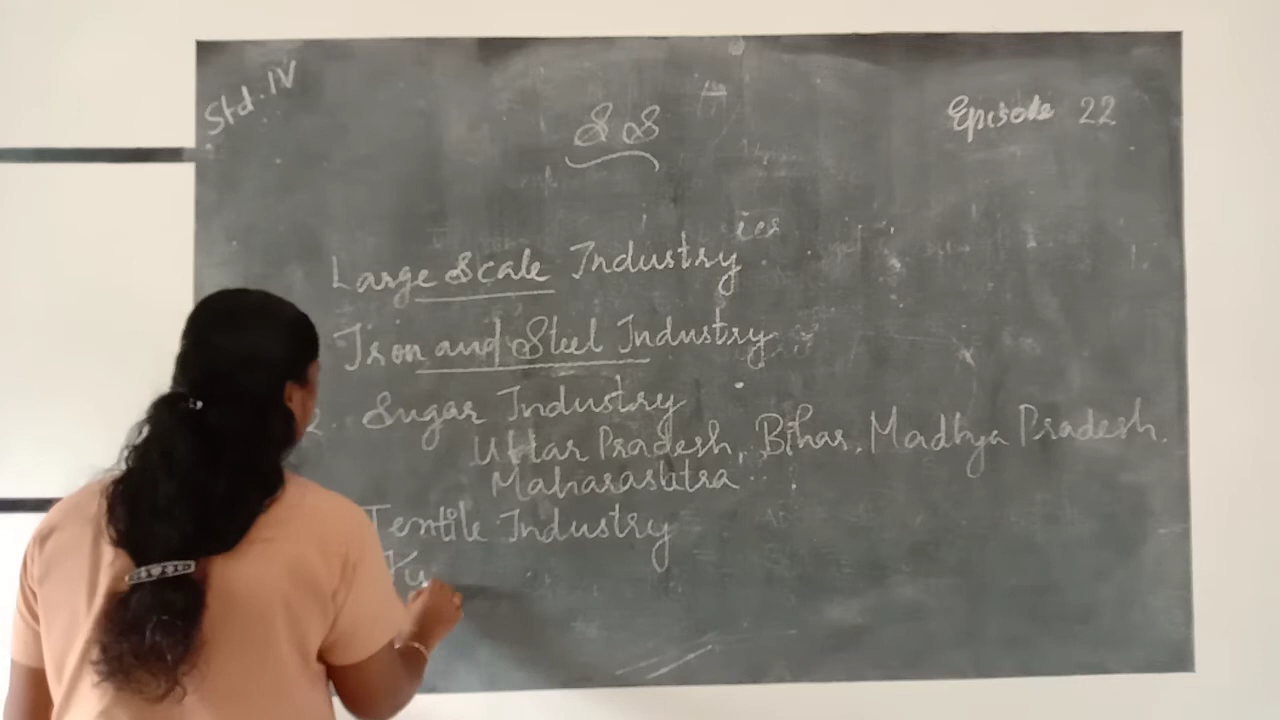 Std. IV
SS
Episode 22
Large Scale Industry ies
Iron and Steel Industry
2. Sugar Industry
Uttar Pradesh, Bihar, Madhya Pradesh.
Maharashtra
Textile Industry